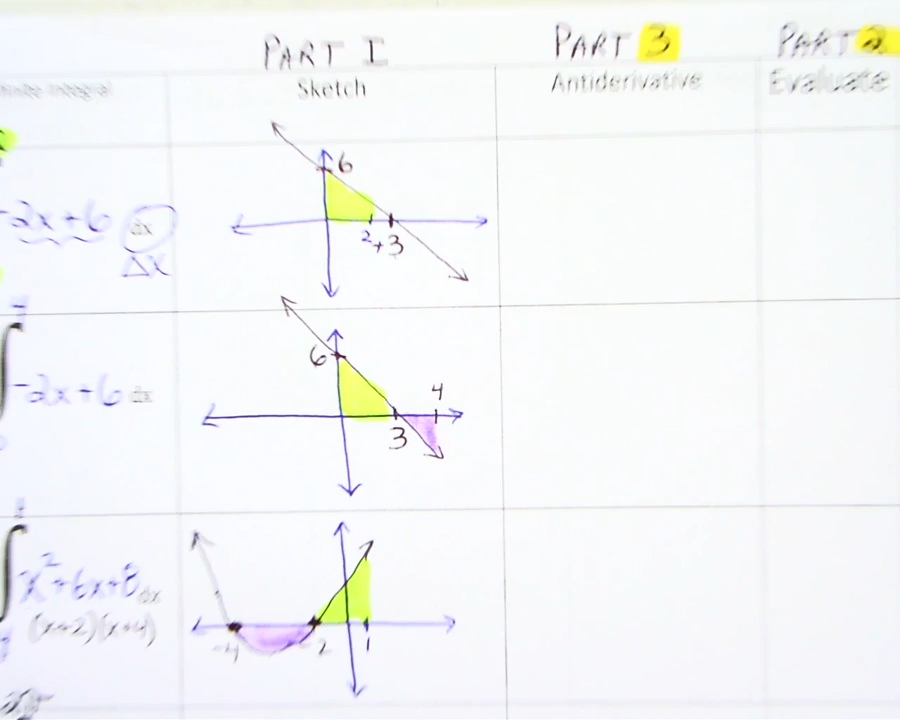 PART I
PART 3
PART 2
Sketch
Antiderivative
Evaluate
6
-2x+6 dx
2 3
Δx
6
4
-2x+6 dx
3
x²+6x+8 dx
(x+2)(x+4)
-4 -2 1